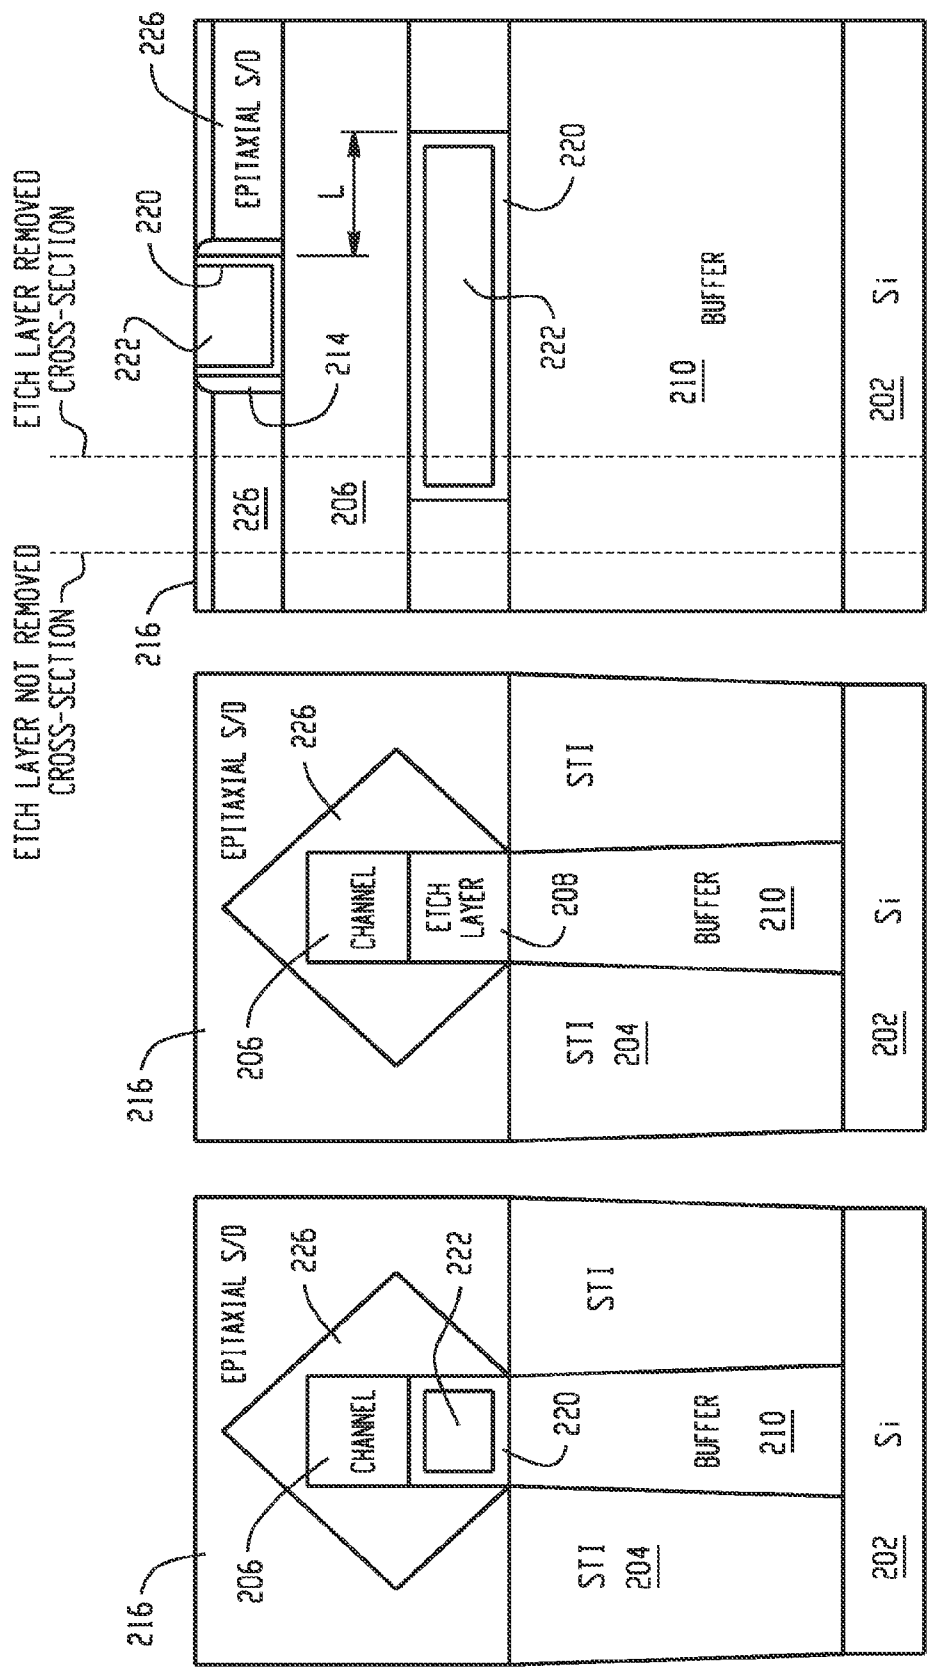 216
EPITAXIAL S/D
206
226
CHANNEL
222
220
STI
204
STI
BUFFER
210
202
Si
216
EPITAXIAL S/D
206
226
CHANNEL
ETCH
LAYER
208
STI
204
STI
BUFFER
210
202
Si
ETCH LAYER NOT REMOVED
CROSS-SECTION
ETCH LAYER REMOVED
CROSS-SECTION
216
222
220
226
EPITAXIAL S/D
226
214
206
L
222
220
BUFFER
210
202
Si